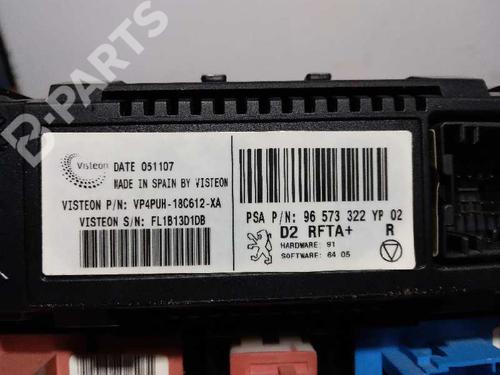 B-PARTS
Visteon
DATE 051107
MADE IN SPAIN BY VISTEON
VISTEON P/N: VP4PUH-18C612-XA
VISTEON S/N: FL1B13D1DB
PSA P/N: 96 573 322 YP 02
D2 RFTA+ R
HARDWARE: 91
SOFTWARE: 64 05